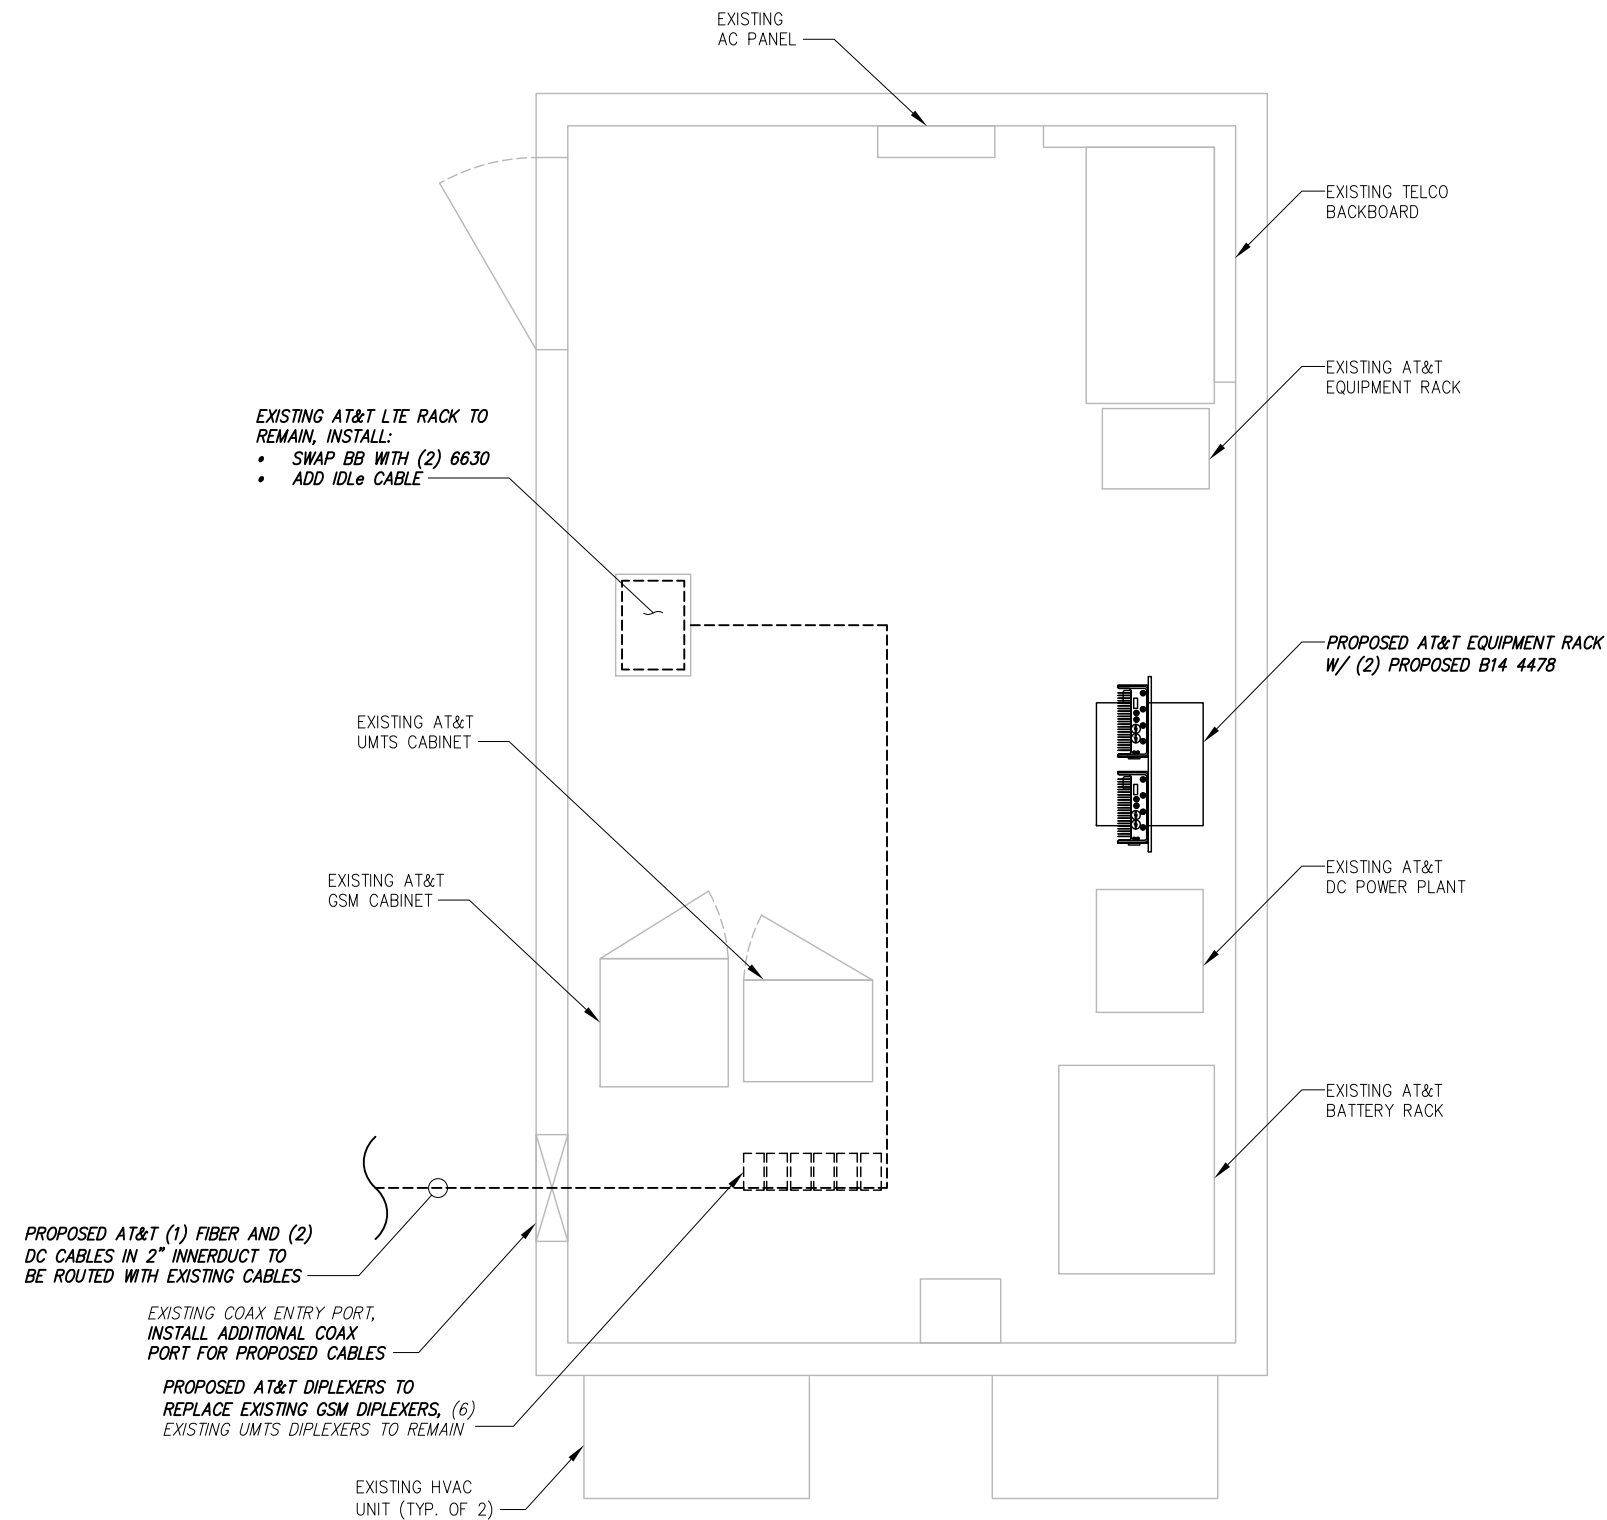 EXISTING
AC PANEL
EXISTING TELCO
BACKBOARD
EXISTING AT&T
EQUIPMENT RACK
EXISTING AT&T LTE RACK TO
REMAIN, INSTALL:
• SWAP BB WITH (2) 6630
• ADD IDLe CABLE
PROPOSED AT&T EQUIPMENT RACK
W/ (2) PROPOSED B14 4478
EXISTING AT&T
UMTS CABINET
EXISTING AT&T
GSM CABINET
EXISTING AT&T
DC POWER PLANT
EXISTING AT&T
BATTERY RACK
PROPOSED AT&T (1) FIBER AND (2)
DC CABLES IN 2" INNERDUCT TO
BE ROUTED WITH EXISTING CABLES
EXISTING COAX ENTRY PORT,
INSTALL ADDITIONAL COAX
PORT FOR PROPOSED CABLES
PROPOSED AT&T DIPLEXERS TO
REPLACE EXISTING GSM DIPLEXERS, (6)
EXISTING UMTS DIPLEXERS TO REMAIN
EXISTING HVAC
UNIT (TYP. OF 2)